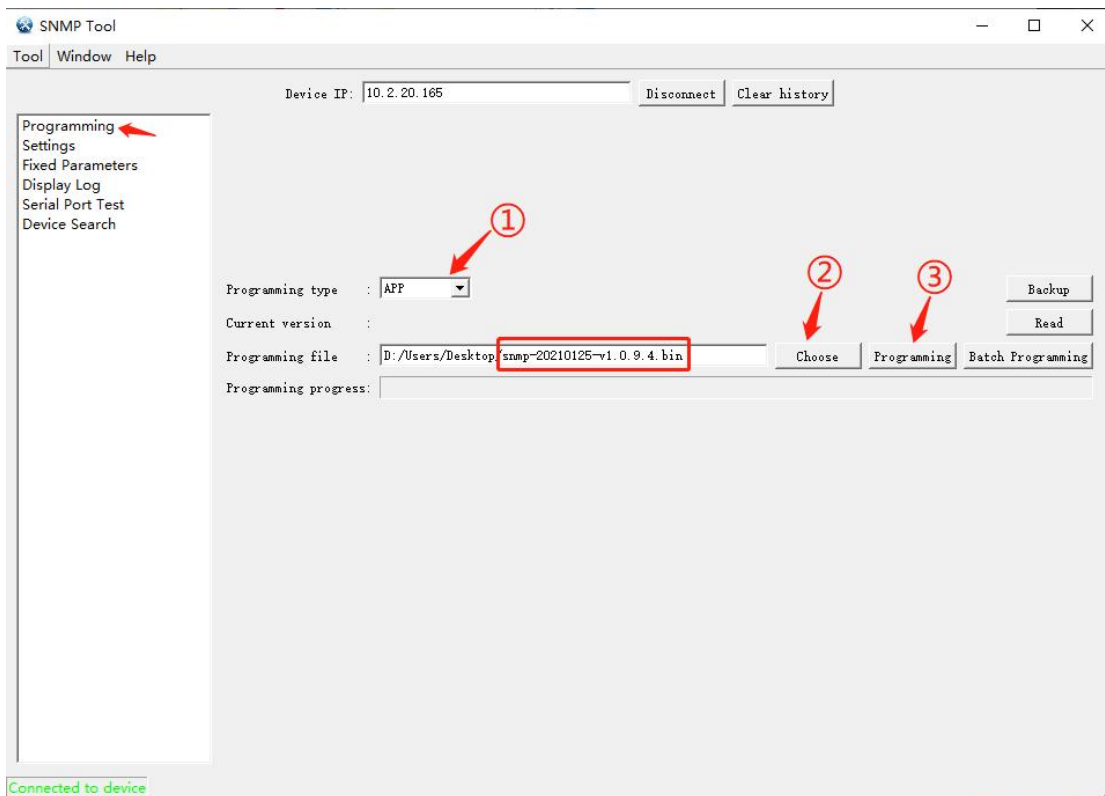 SNMP Tool
Tool Window Help
Device IP: 10.2.20.165 Disconnect Clear history
Programming
Settings
Fixed Parameters
Display Log
Serial Port Test
Device Search
①
②
③
Programming type : APP Backup
Current version : Read
Programming file : D:/Users/Desktop/snmp-20210125-v1.0.9.4.bin Choose Programming Batch Programming
Programming progress:
Connected to device